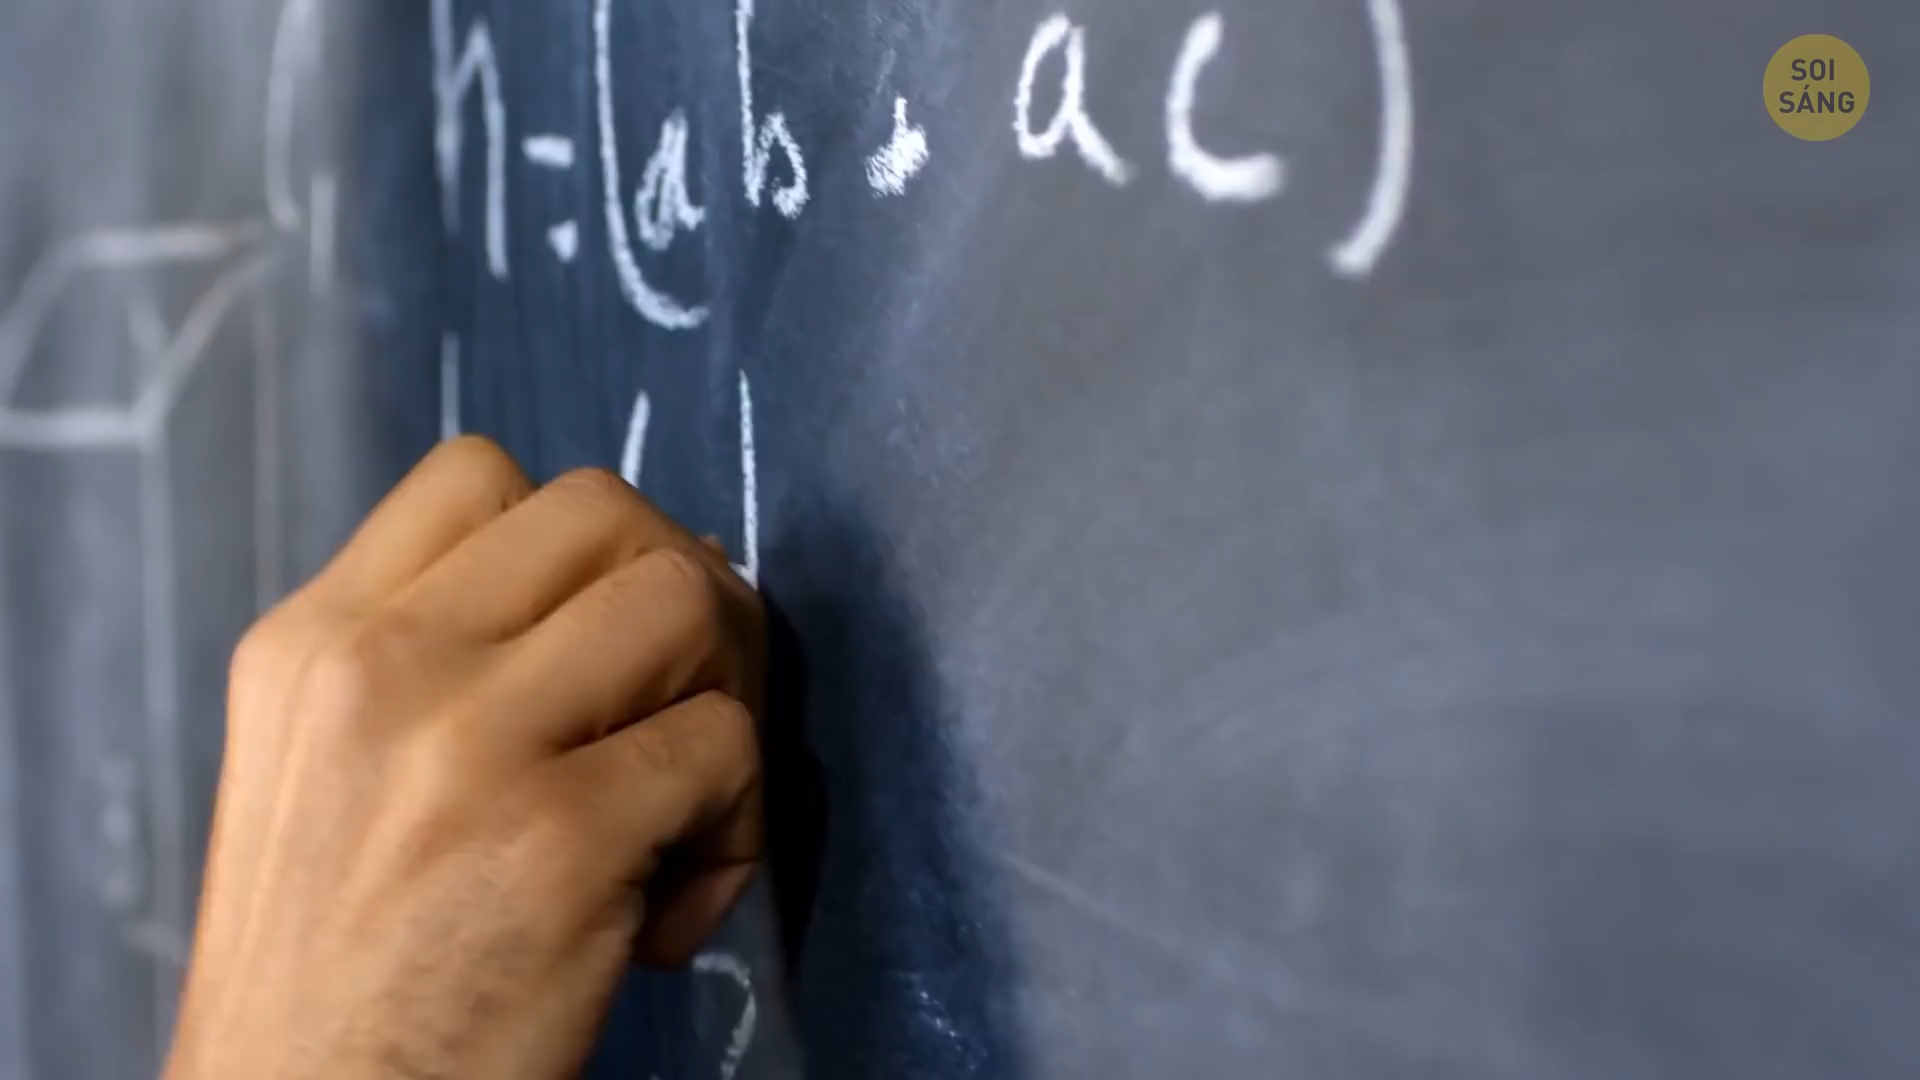 SOI
SÁNG
h = (ab, ac)